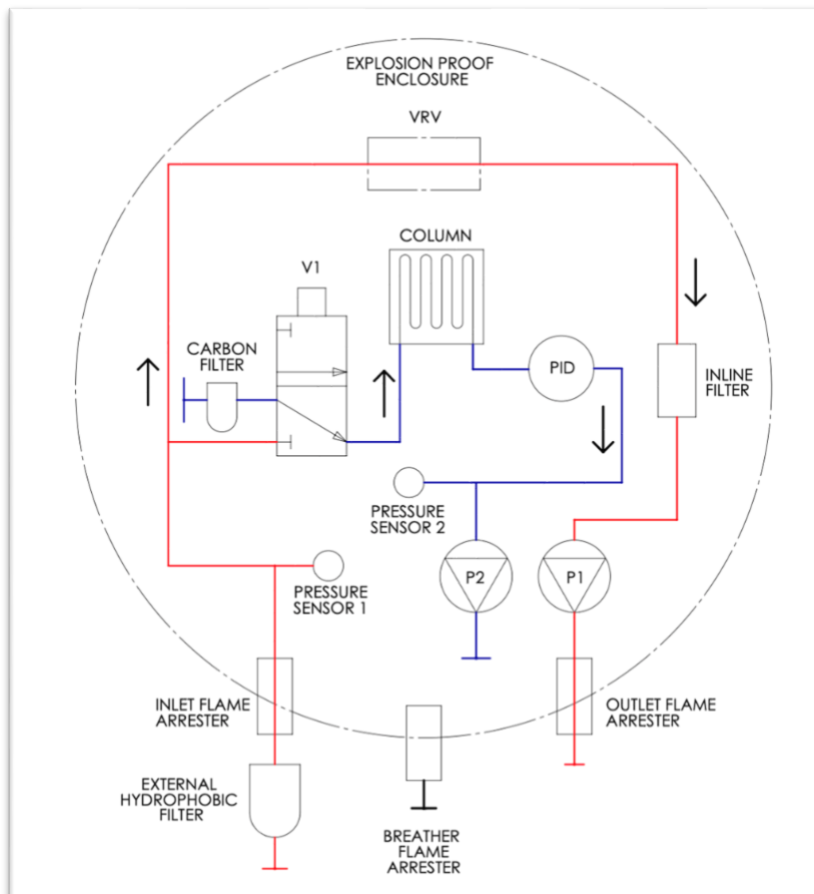 EXPLOSION PROOF
ENCLOSURE
VRV
COLUMN
V1
CARBON
FILTER
PID
INLINE
FILTER
PRESSURE
SENSOR 2
P2
P1
PRESSURE
SENSOR 1
INLET FLAME
ARRESTER
OUTLET FLAME
ARRESTER
EXTERNAL
HYDROPHOBIC
FILTER
BREATHER
FLAME
ARRESTER